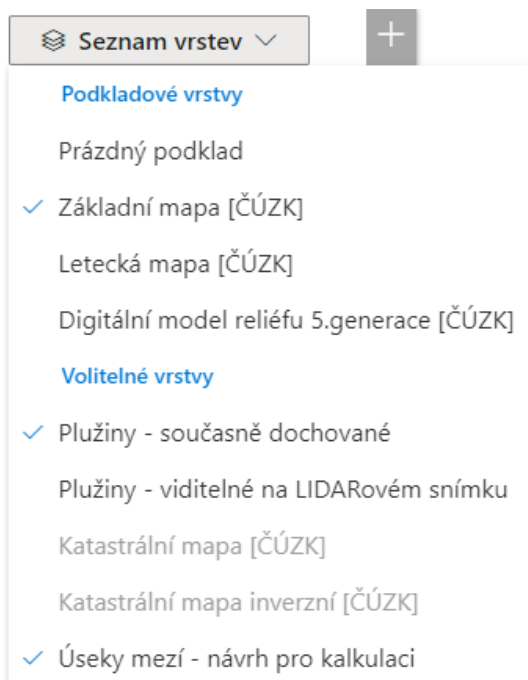 Seznam vrstev
Podkladové vrstvy
Prázdný podklad
Základní mapa [ČÚZK]
Letecká mapa [ČÚZK]
Digitální model reliéfu 5.generace [ČÚZK]
Volitelné vrstvy
Plužiny - současně dochované
Plužiny - viditelné na LIDARovém snímku
Katastrální mapa [ČÚZK]
Katastrální mapa inverzní [ČÚZK]
Úseky mezí - návrh pro kalkulaci